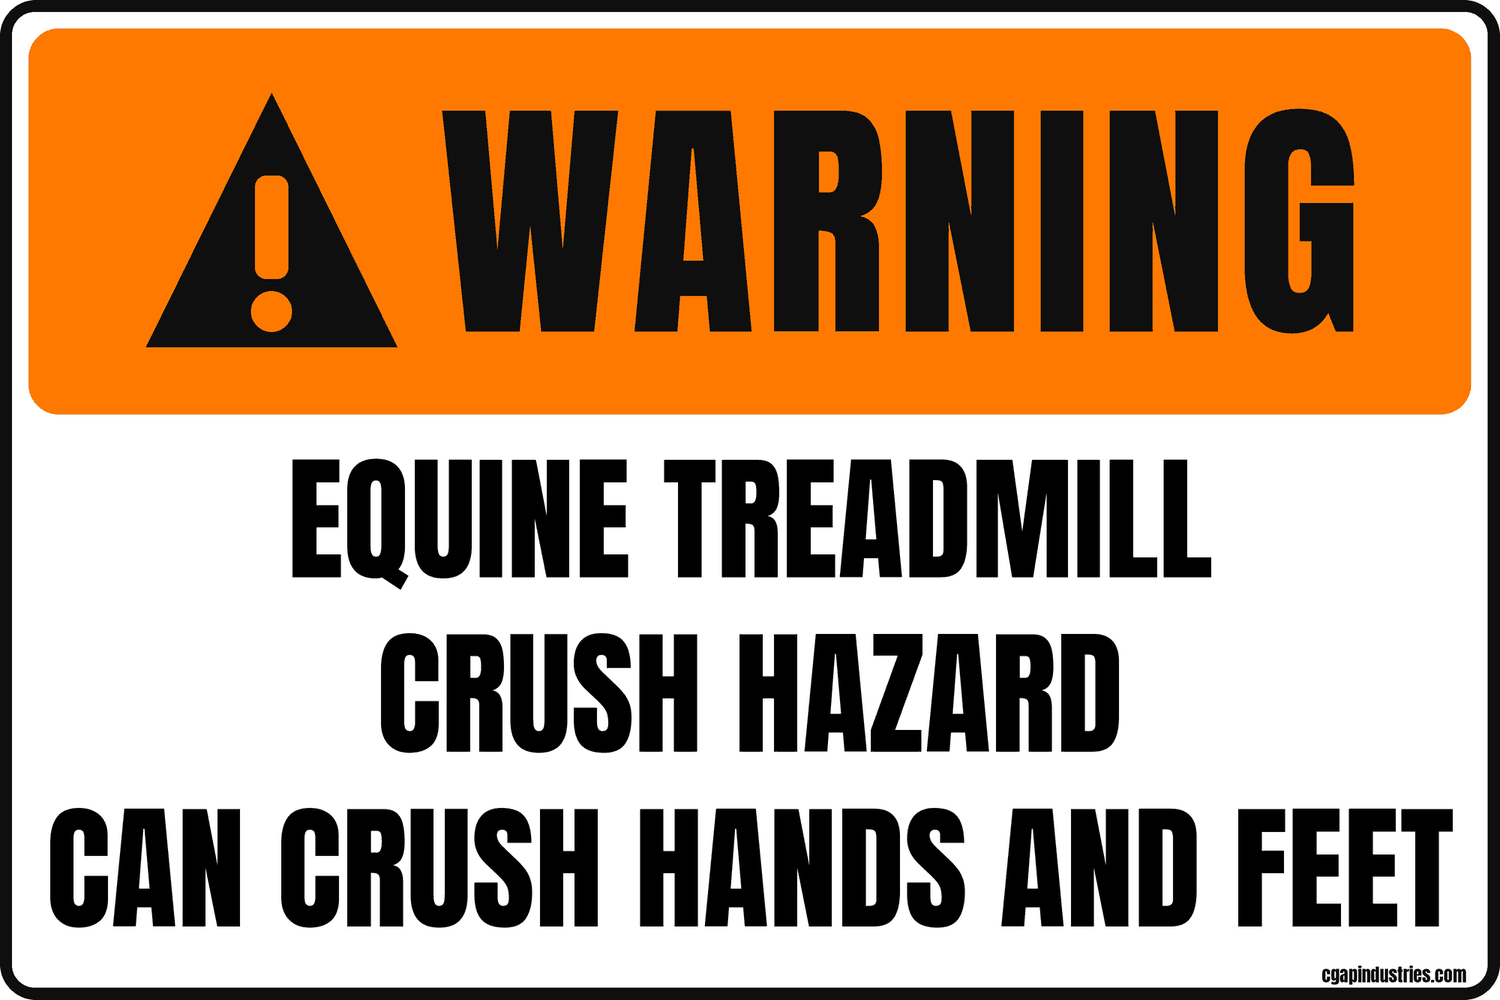 WARNING
EQUINE TREADMILL
CRUSH HAZARD
CAN CRUSH HANDS AND FEET
cgapindustries.com